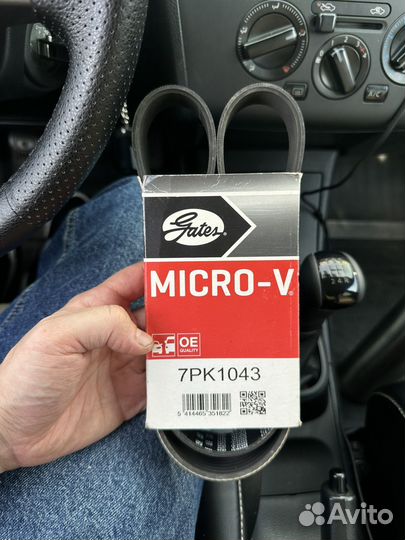 Gates
MICRO-V
OE
QUALITY
7PK1043
5 414465 351822
A/C
Avito